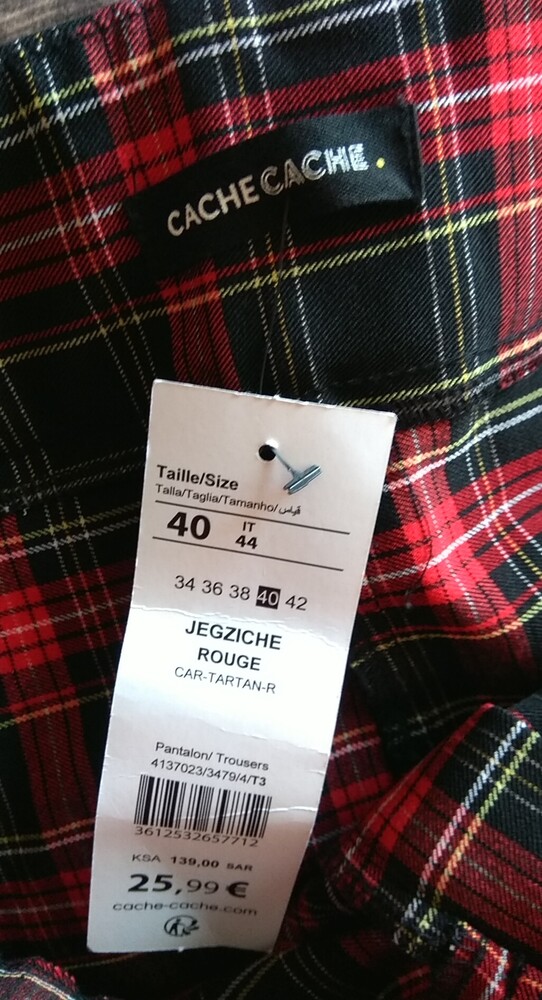 CACHE CACHE.
Taille/Size
Talla/Taglia/Tamanho/قياس
40 IT 44
34 36 38 40 42
JEGZICHE
ROUGE
CAR-TARTAN-R
Pantalon/ Trousers
4137023/3479/4/T3
3612532657712
KSA 139,00 SAR
25,99 €
cache-cache.com